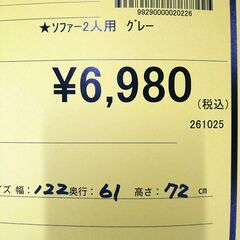 99290000020226
★ソファー2人用 グレー
¥6,980
(税込)
261025
イズ 幅: 122 奥行: 61 高さ: 72 cm